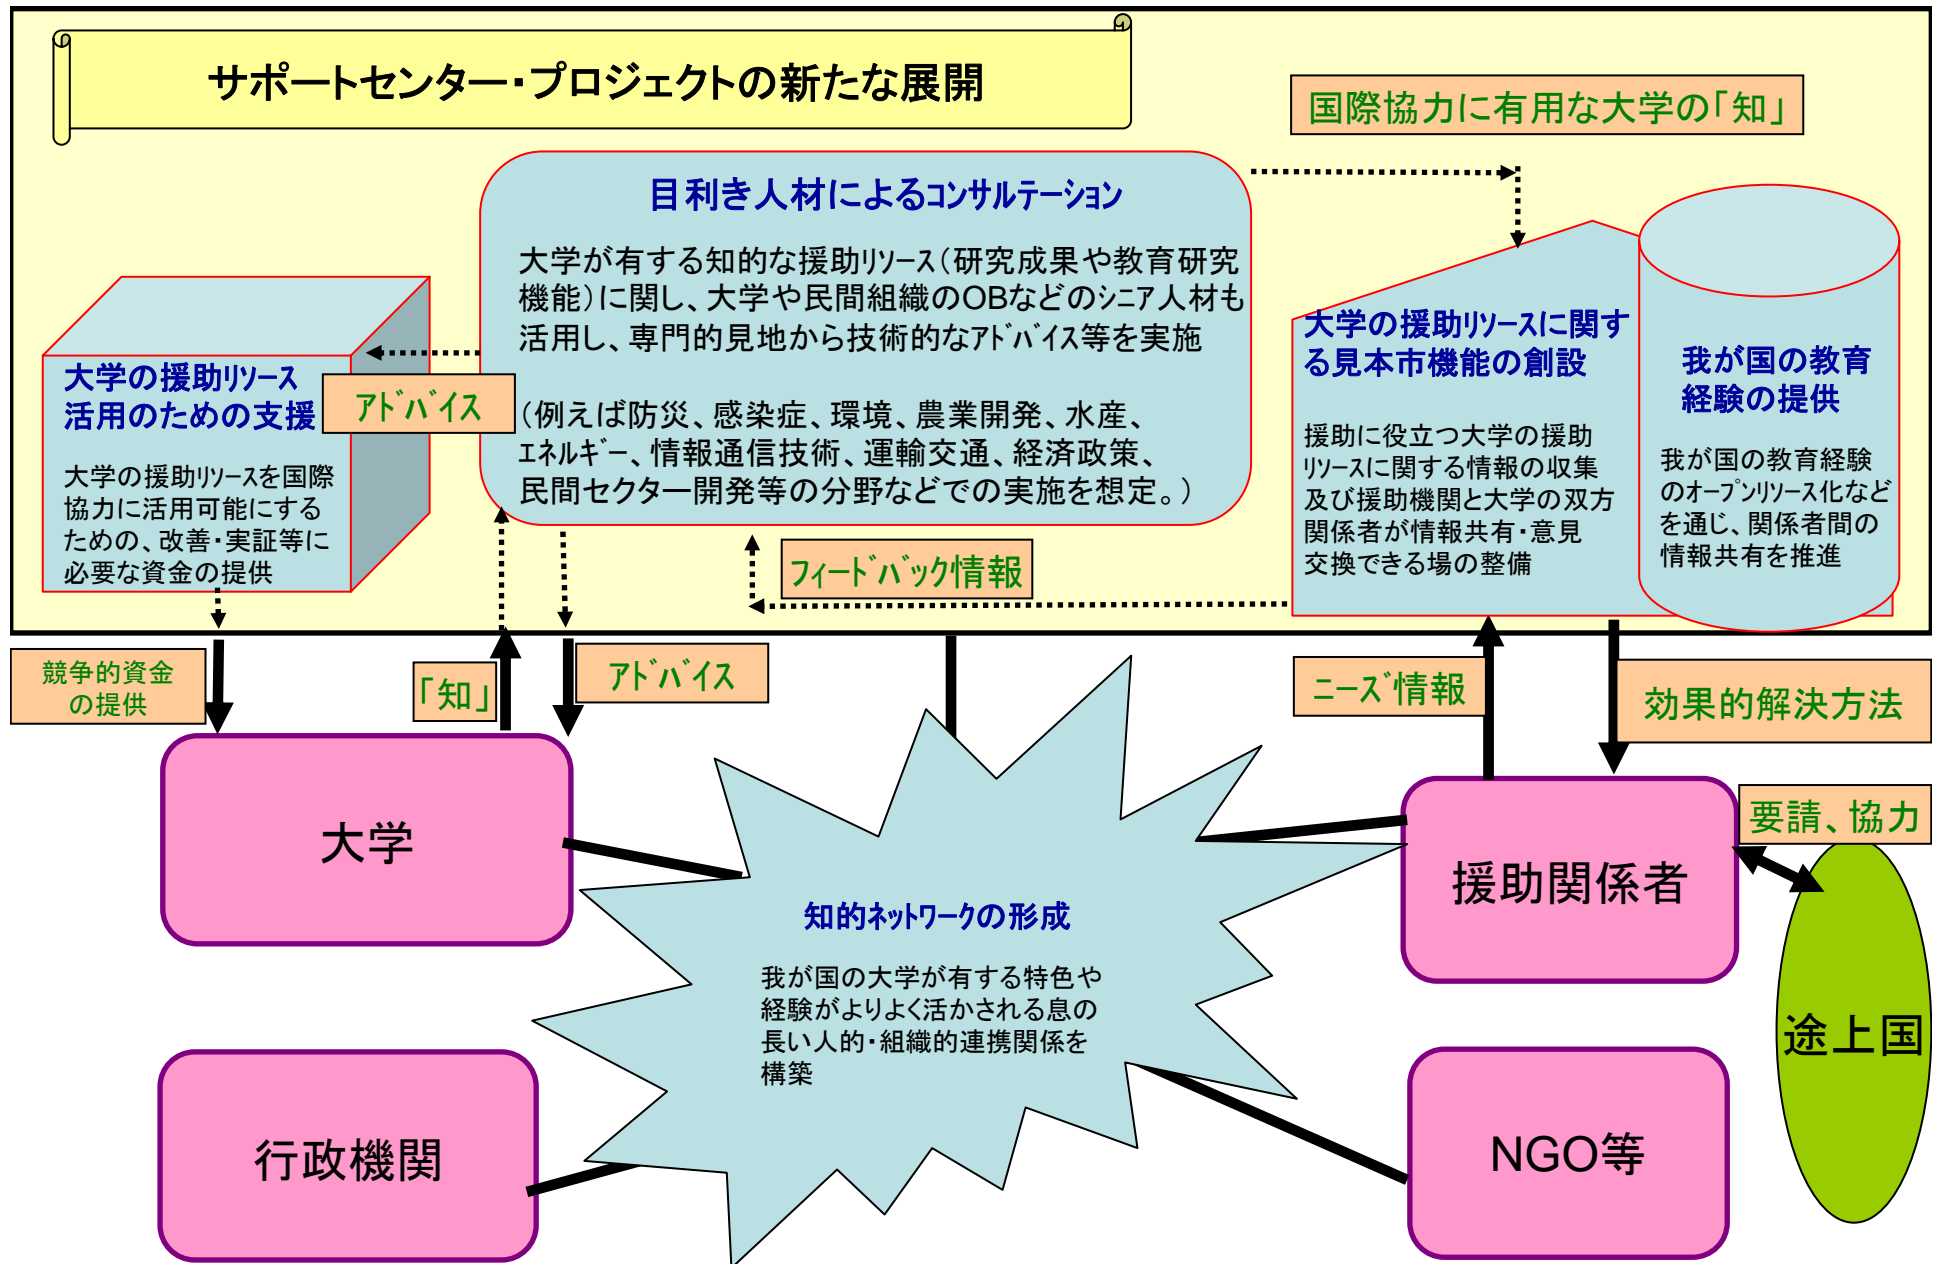 サポートセンター・プロジェクトの新たな展開
国際協力に有用な大学の「知」
目利き人材によるコンサルテーション
大学が有する知的な援助リソース(研究成果や教育研究
機能)に関し、大学や民間組織のOBなどのシニア人材も
活用し、専門的見地から技術的なアドバイス等を実施
(例えば防災、感染症、環境、農業開発、水産、
エネルギー、情報通信技術、運輸交通、経済政策、
民間セクター開発等の分野などでの実施を想定。)
大学の援助リソース
活用のための支援
大学の援助リソースを国際
協力に活用可能にする
ための、改善・実証等に
必要な資金の提供
アドバイス
大学の援助リソースに関す
る見本市機能の創設
援助に役立つ大学の援助
リソースに関する情報の収集
及び援助機関と大学の双方
関係者が情報共有・意見
交換できる場の整備
我が国の教育
経験の提供
我が国の教育経験
のオープンリソース化など
を通じ、関係者間の
情報共有を推進
フィードバック情報
競争的資金
の提供
「知」
アドバイス
ニーズ情報
効果的解決方法
大学
援助関係者
要請、協力
知的ネットワークの形成
我が国の大学が有する特色や
経験がよりよく活かされる息の
長い人的・組織的連携関係を
構築
途上国
行政機関
NGO等